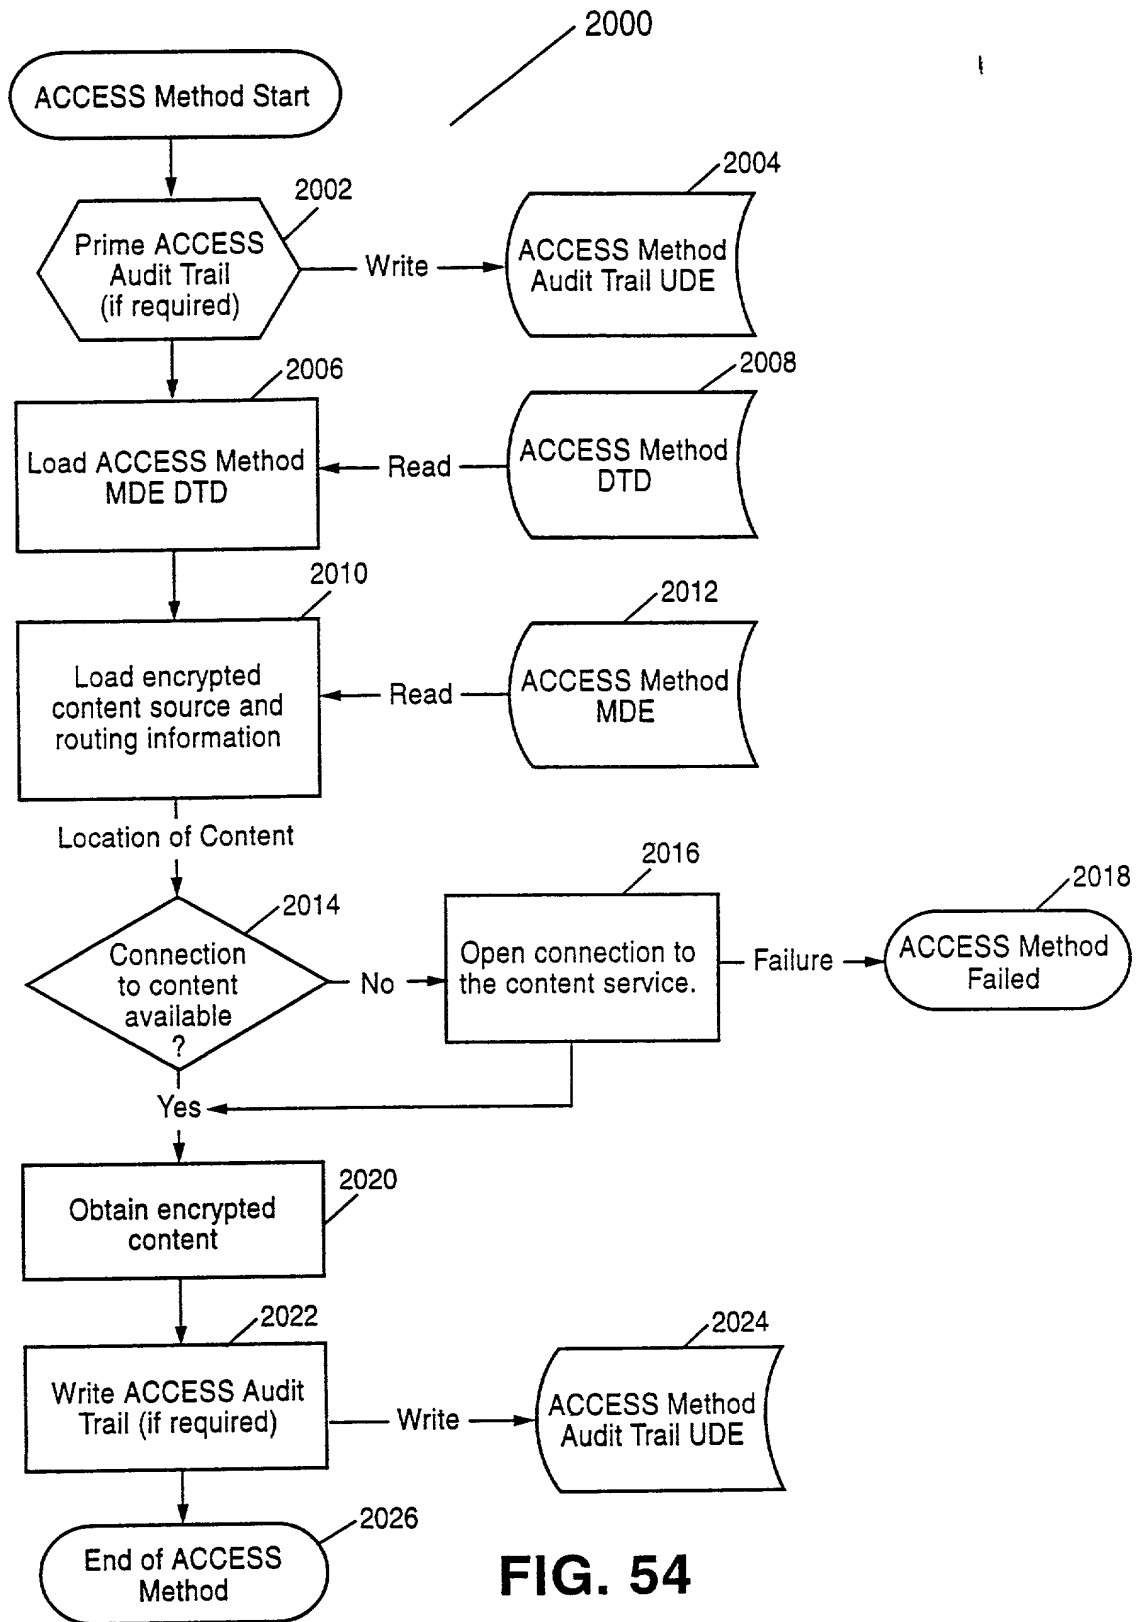 2000
ACCESS Method Start
2002
Prime ACCESS
Audit Trail
(if required)
Write
2004
ACCESS Method
Audit Trail UDE
2006
Load ACCESS Method
MDE DTD
Read
2008
ACCESS Method
DTD
2010
Load encrypted
content source and
routing information
Read
2012
ACCESS Method
MDE
Location of Content
2014
Connection
to content
available
?
No
2016
Open connection to
the content service.
Failure
2018
ACCESS Method
Failed
Yes
2020
Obtain encrypted
content
2022
Write ACCESS Audit
Trail (if required)
Write
2024
ACCESS Method
Audit Trail UDE
2026
End of ACCESS
Method
FIG. 54